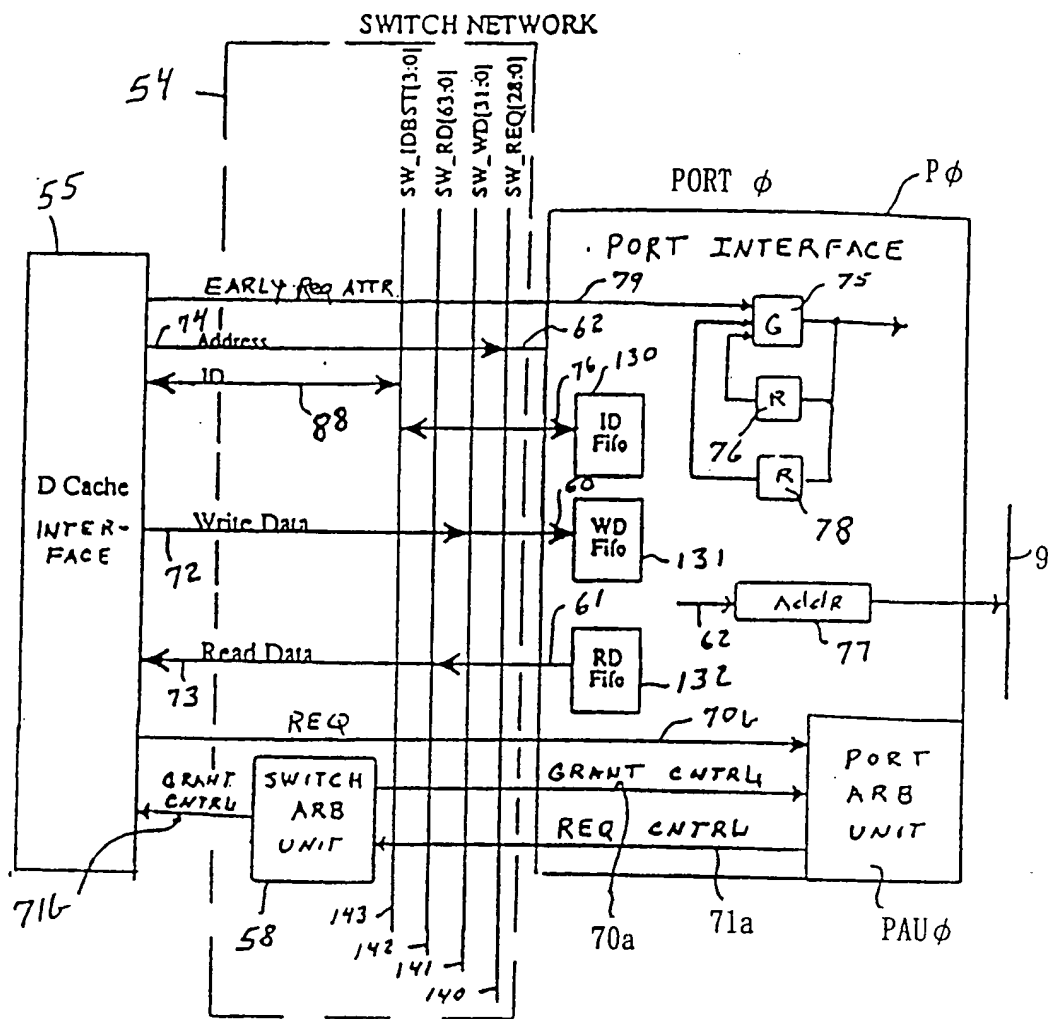 SWITCH NETWORK
54
SW_IDBST[3:0]
SW_RD[63:0]
SW_WD[31:0]
SW_REQ[28:0]
PORT ϕ
Pϕ
55
PORT INTERFACE
EARLY Req ATTR.
79
75
G
74
Address
62
ID
88
76
130
ID
Fifo
R
76
R
78
D Cache
INTER-
FACE
Write Data
72
60
WD
Fifo
131
9
62
AddR
77
Read Data
73
61
RD
Fifo
132
REQ
70b
GRANT
CNTRL
71b
SWITCH
ARB
UNIT
58
GRANT CNTRL
REQ CNTRL
PORT
ARB
UNIT
143
142
141
140
70a
71a
PAUϕ